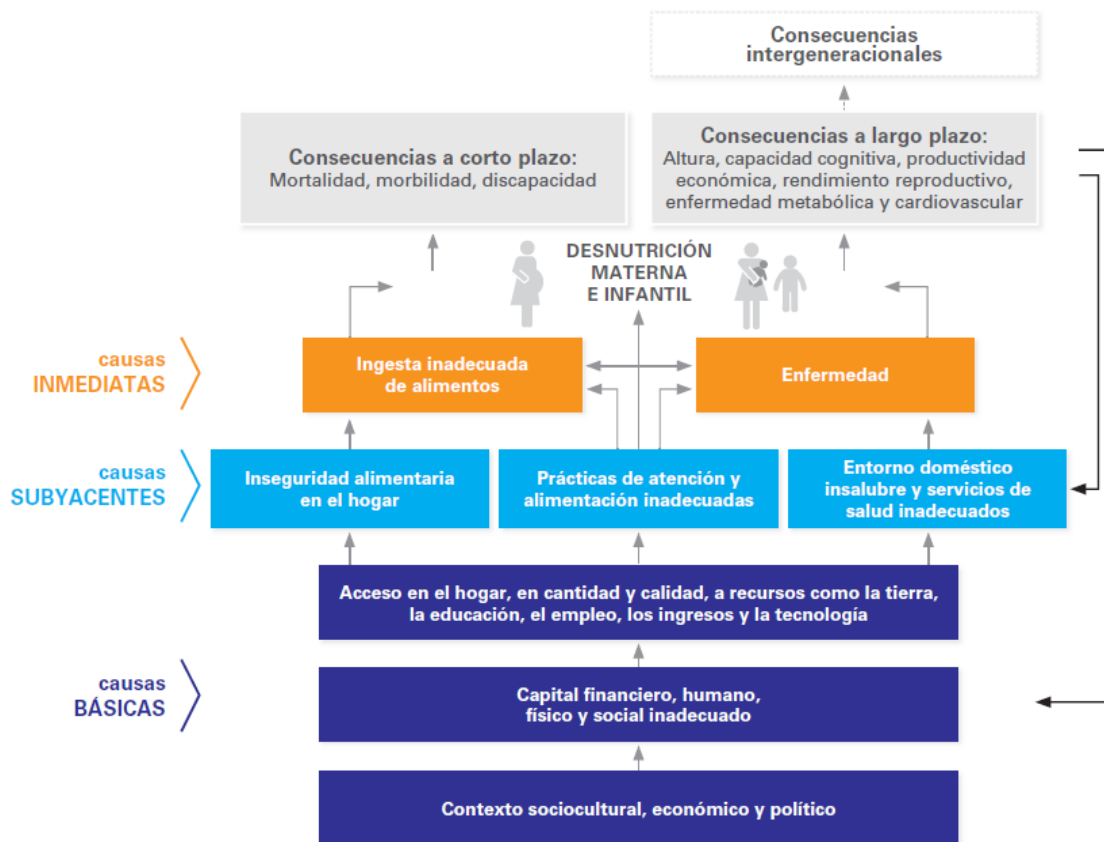 Consecuencias
intergeneracionales
Consecuencias a corto plazo:
Mortalidad, morbilidad, discapacidad
Consecuencias a largo plazo:
Altura, capacidad cognitiva, productividad
económica, rendimiento reproductivo,
enfermedad metabólica y cardiovascular
DESNUTRICIÓN
MATERNA
E INFANTIL
causas
INMEDIATAS
Ingesta inadecuada
de alimentos
Enfermedad
causas
SUBYACENTES
Inseguridad alimentaria
en el hogar
Prácticas de atención y
alimentación inadecuadas
Entorno doméstico
insalubre y servicios de
salud inadecuados
Acceso en el hogar, en cantidad y calidad, a recursos como la tierra,
la educación, el empleo, los ingresos y la tecnología
causas
BÁSICAS
Capital financiero, humano,
físico y social inadecuado
Contexto sociocultural, económico y político